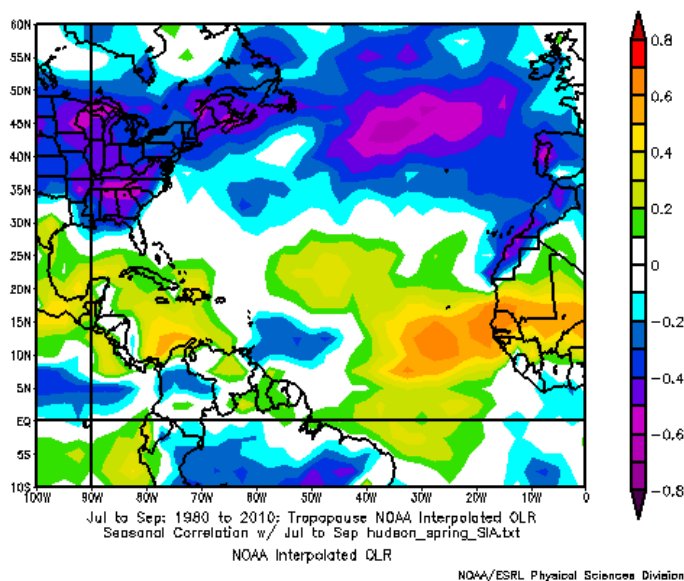 60N
55N
50N
45N
40N
35N
30N
25N
20N
15N
10N
5N
EQ
5S
10S
100W 90W 80W 70W 60W 50W 40W 30W 20W 10W 0
0.8
0.6
0.4
0.2
0
-0.2
-0.4
-0.6
-0.8
Jul to Sep: 1980 to 2010: Tropopause NOAA Interpolated OLR
Seasonal Correlation w/ Jul to Sep hudson_spring_SIA.txt
NOAA Interpolated OLR
NOAA/ESRL Physical Sciences Division